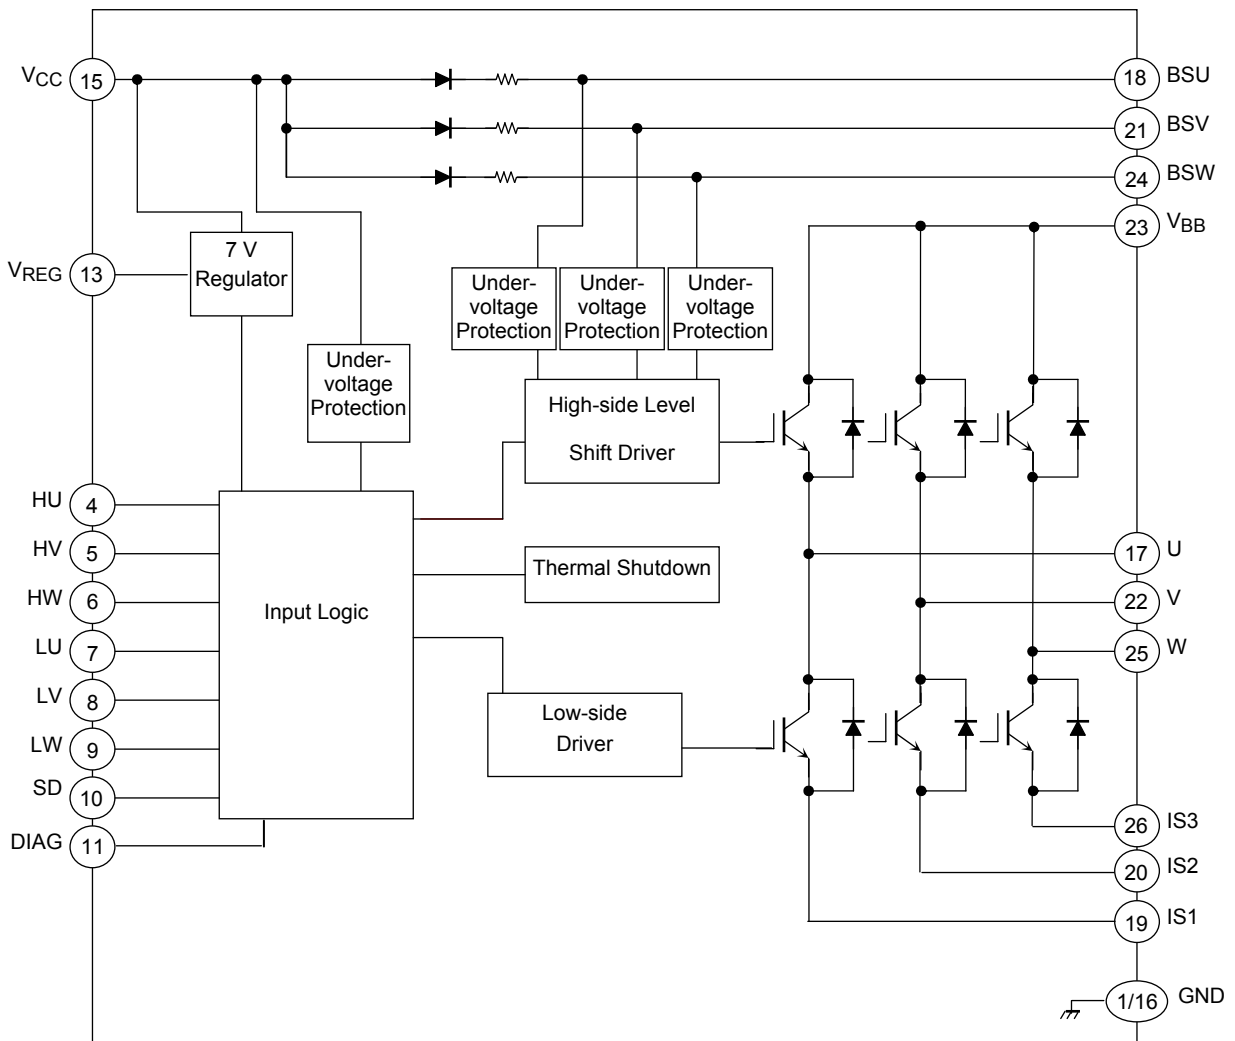 VCC 15
18 BSU
21 BSV
24 BSW
23 VBB
VREG 13
7 V
Regulator
Under-
voltage
Protection
Under-
voltage
Protection
Under-
voltage
Protection
Under-
voltage
Protection
High-side Level
Shift Driver
HU 4
HV 5
HW 6
LU 7
LV 8
LW 9
SD 10
DIAG 11
Input Logic
Thermal Shutdown
Low-side
Driver
17 U
22 V
25 W
26 IS3
20 IS2
19 IS1
1/16 GND